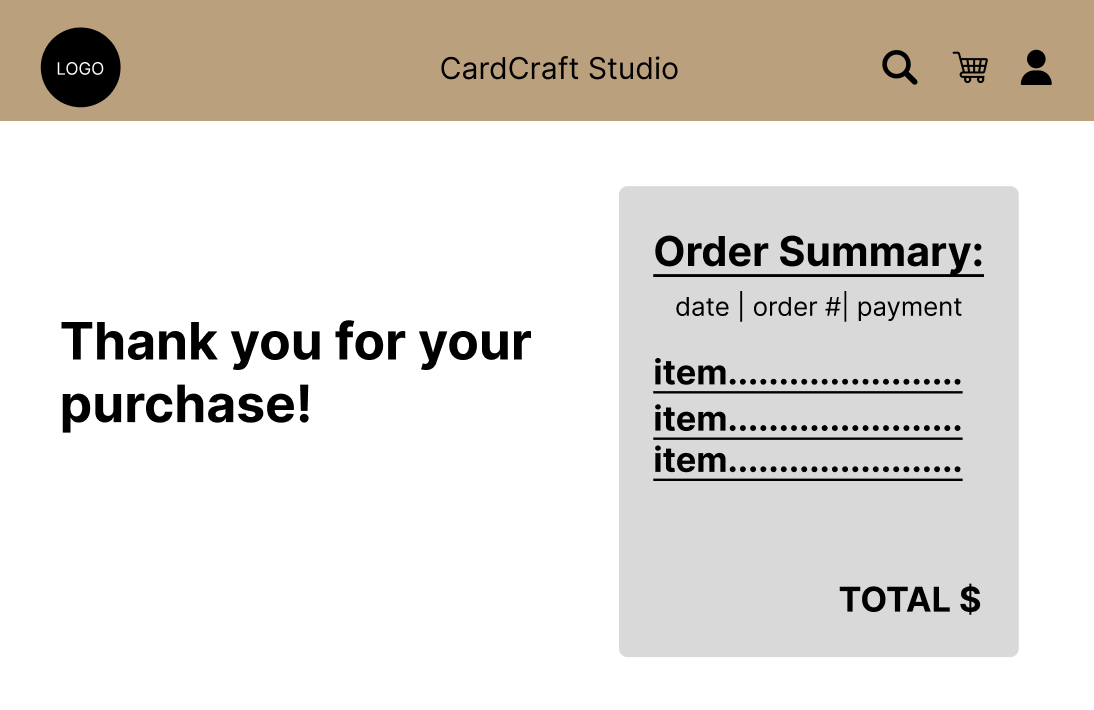 LOGO
CardCraft Studio
Thank you for your
purchase!
Order Summary:
date | order #| payment
item.......................
item.......................
item.......................
TOTAL $